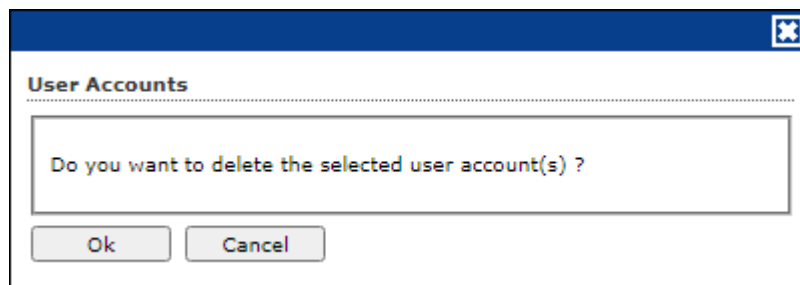 User Accounts
Do you want to delete the selected user account(s) ?
Ok Cancel